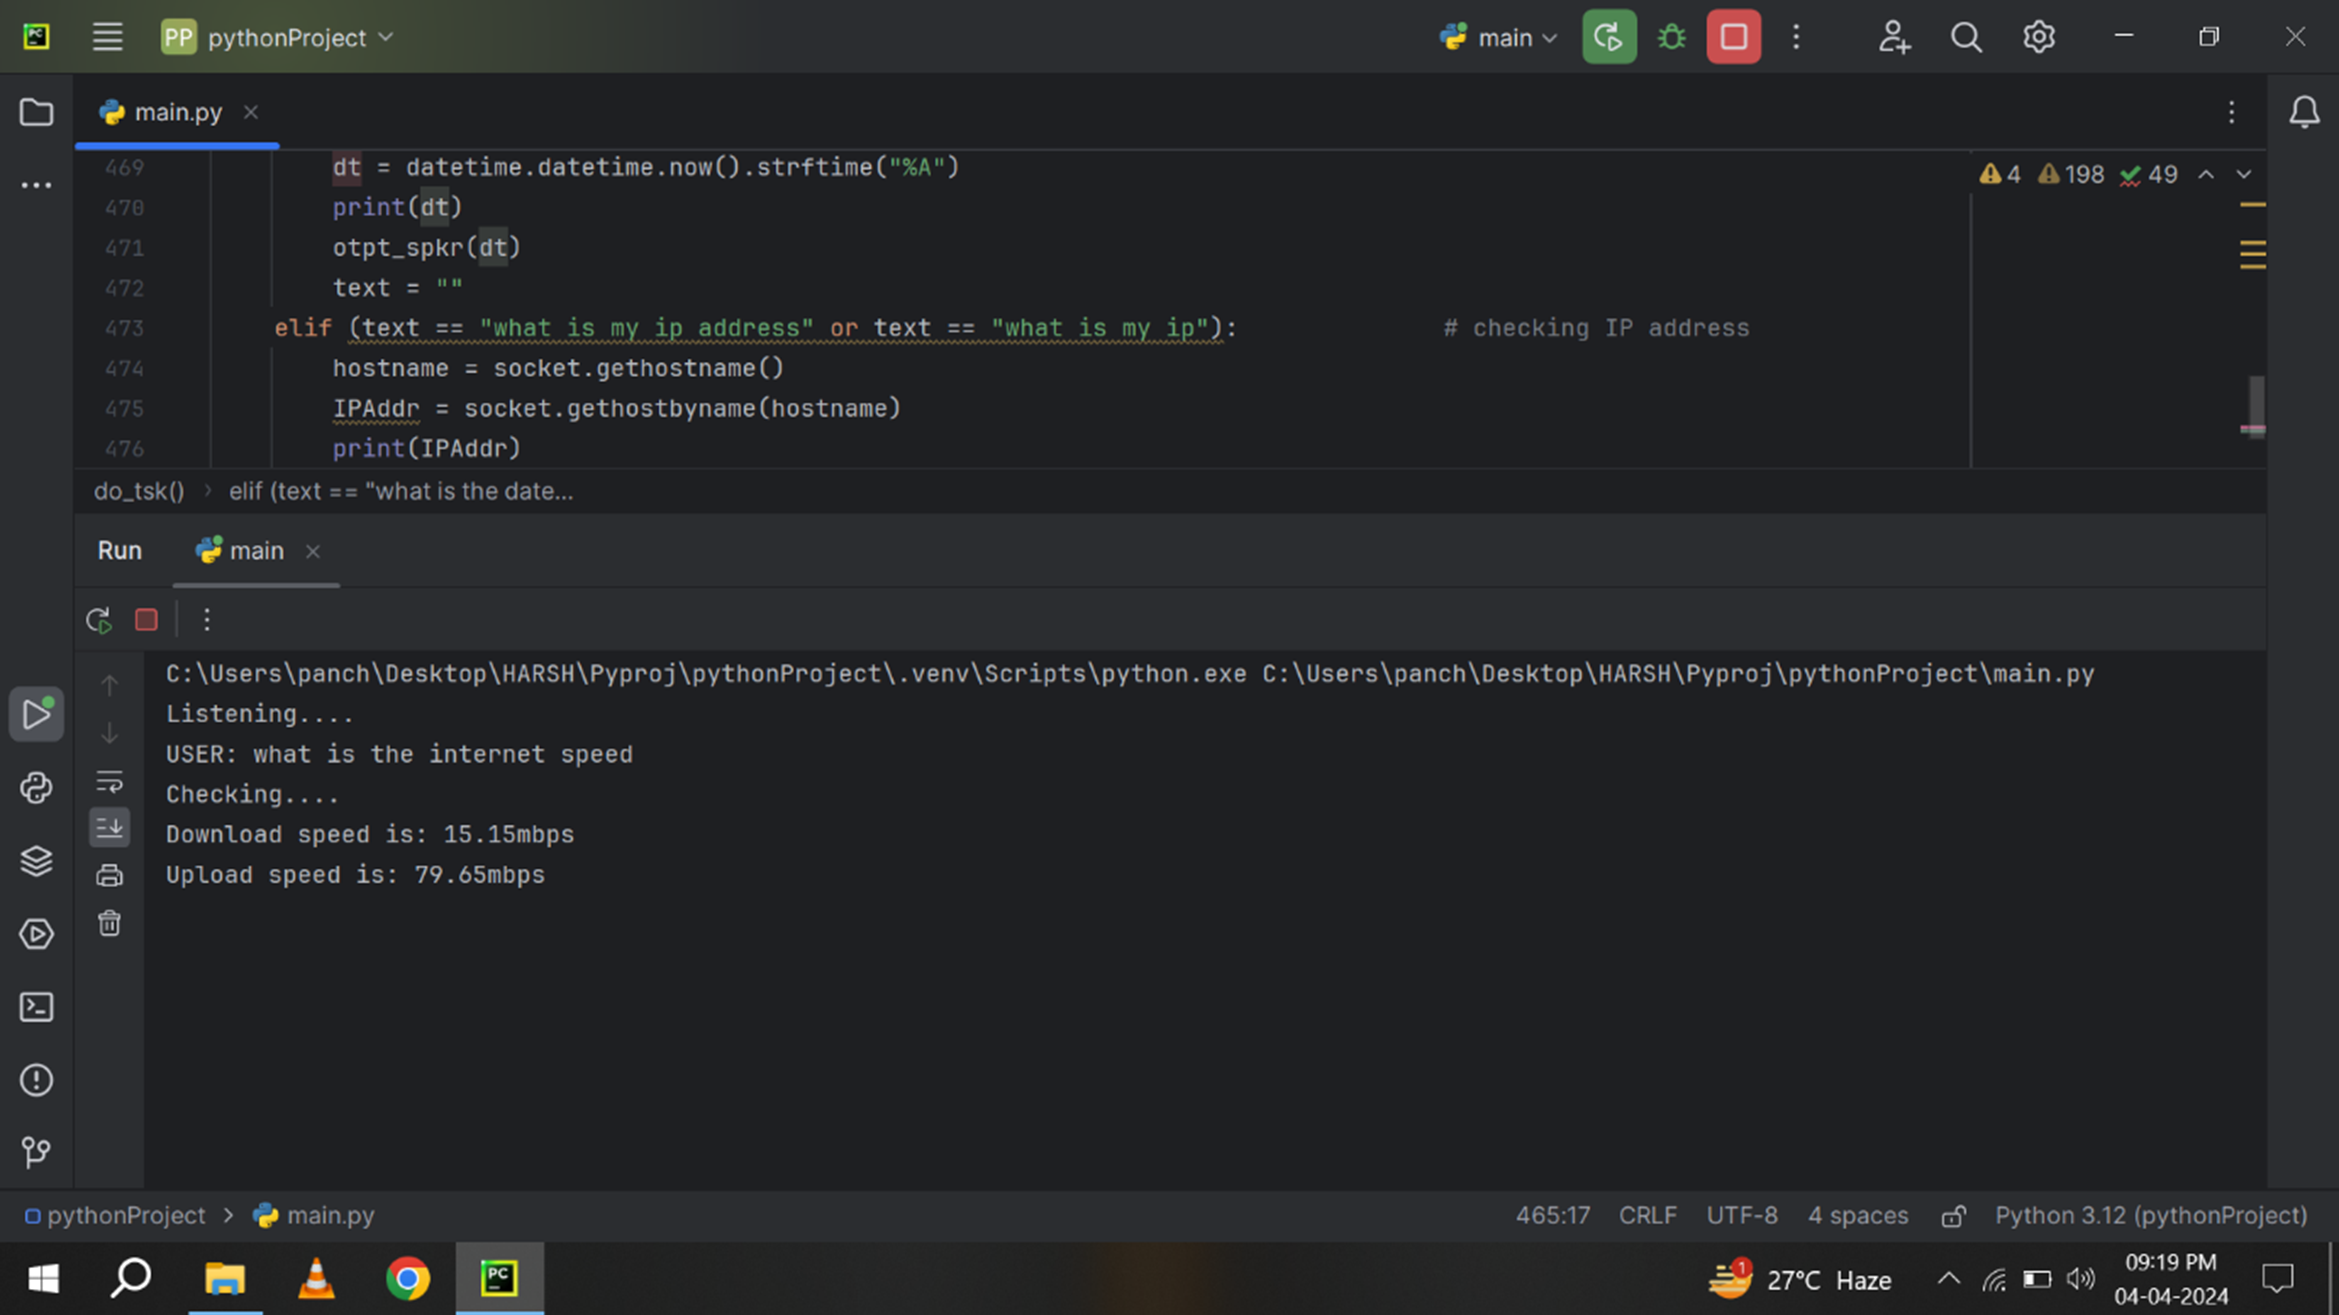 PP pythonProject main
main.py
4 198 49
469 dt = datetime.datetime.now().strftime("%A")
470 print(dt)
471 otpt_spkr(dt)
472 text = ""
473 elif (text == "what is my ip address" or text == "what is my ip"): # checking IP address
474 hostname = socket.gethostname()
475 IPAddr = socket.gethostbyname(hostname)
476 print(IPAddr)
do_tsk() › elif (text == "what is the date...
Run main
C:\Users\panch\Desktop\HARSH\Pyproj\pythonProject\.venv\Scripts\python.exe C:\Users\panch\Desktop\HARSH\Pyproj\pythonProject\main.py
Listening....
USER: what is the internet speed
Checking....
Download speed is: 15.15mbps
Upload speed is: 79.65mbps
pythonProject > main.py 465:17 CRLF UTF-8 4 spaces Python 3.12 (pythonProject)
PC 1 27°C Haze 09:19 PM
04-04-2024